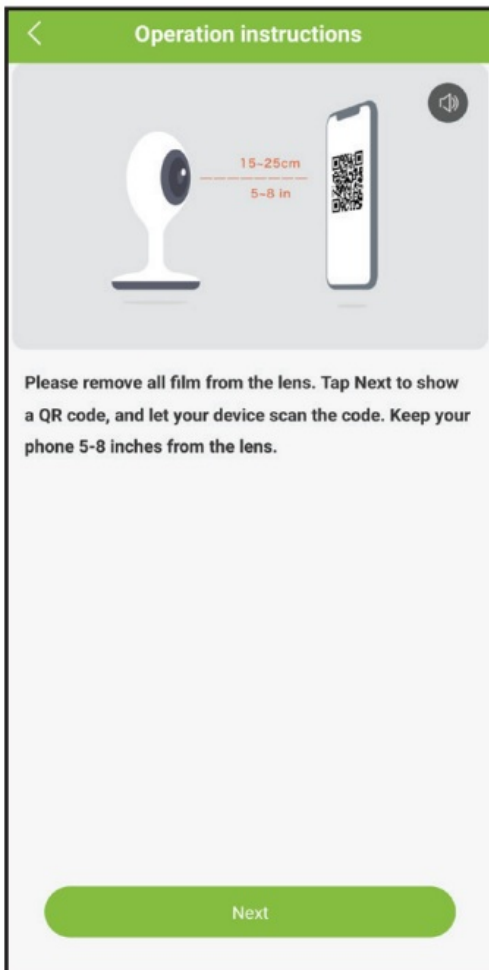 Operation instructions
15~25cm
5~8 in
Please remove all film from the lens. Tap Next to show
a QR code, and let your device scan the code. Keep your
phone 5-8 inches from the lens.
Next